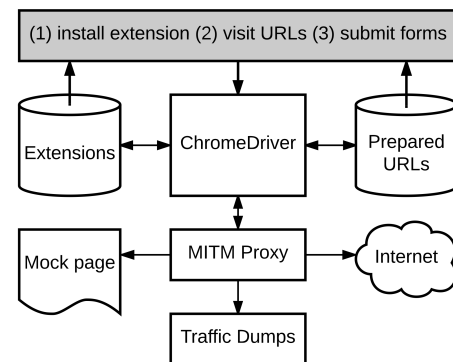 (1) install extension (2) visit URLs (3) submit forms
Extensions
ChromeDriver
Prepared
URLs
Mock page
MITM Proxy
Internet
Traffic Dumps